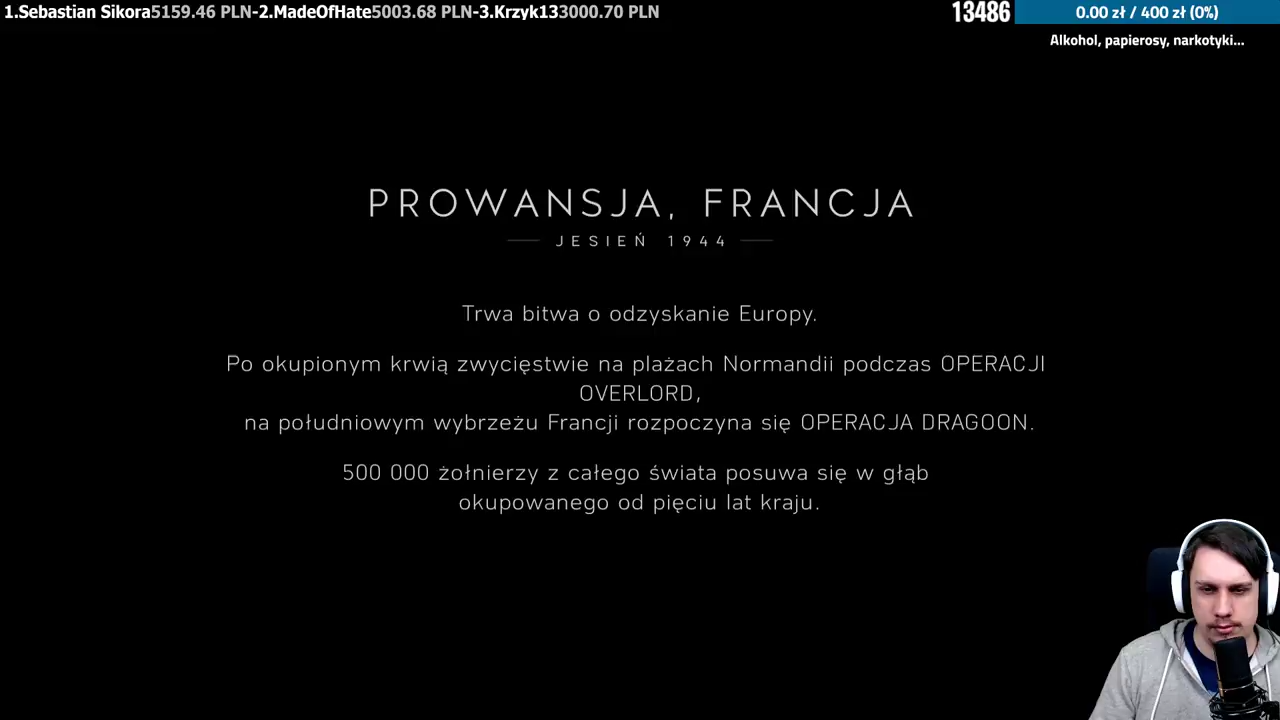 1.Sebastian Sikora5159.46 PLN-2.MadeOfHate5003.68 PLN-3.Krzyk133000.70 PLN
13486
0.00 zł / 400 zł (0%)
Alkohol, papierosy, narkotyki...
PROWANSJA, FRANCJA
JESIEŃ 1944
Trwa bitwa o odzyskanie Europy.
Po okupionym krwią zwycięstwie na plażach Normandii podczas OPERACJI
OVERLORD,
na południowym wybrzeżu Francji rozpoczyna się OPERACJA DRAGOON.
500 000 żołnierzy z całego świata posuwa się w głąb
okupowanego od pięciu lat kraju.